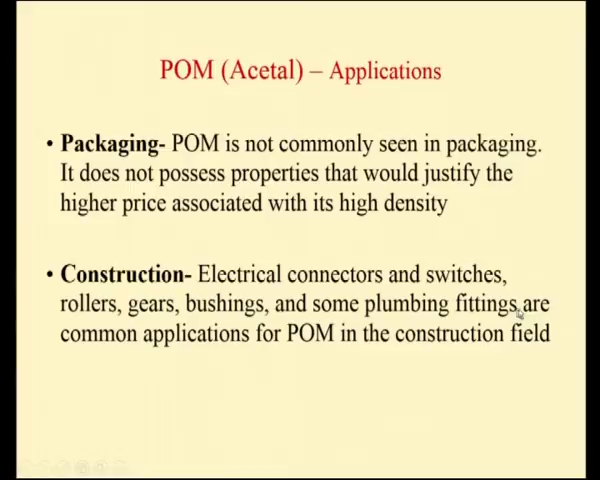 POM (Acetal) – Applications
• Packaging- POM is not commonly seen in packaging.
It does not possess properties that would justify the
higher price associated with its high density
• Construction- Electrical connectors and switches,
rollers, gears, bushings, and some plumbing fittings are
common applications for POM in the construction field